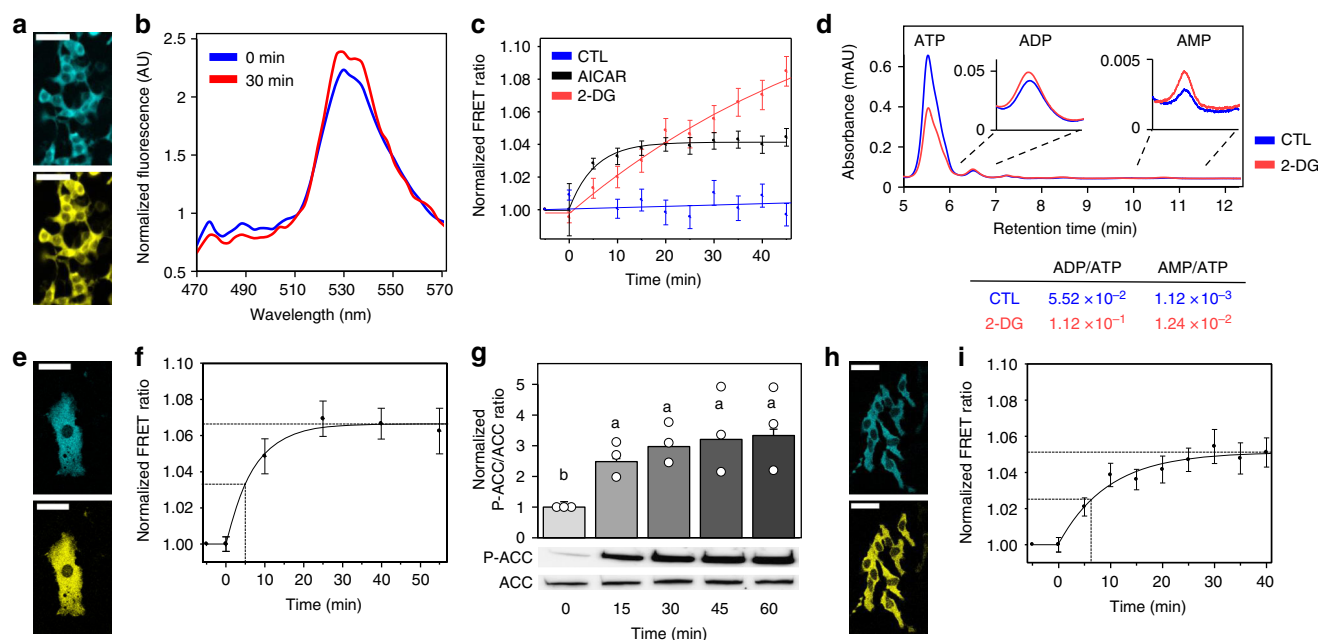 a
b
Normalized fluorescence (AU)
2.5
2.0
1.5
1
0.5
0 min
30 min
470 490 510 530 550 570
Wavelength (nm)
c
Normalized FRET ratio
1.10
1.08
1.06
1.04
1.02
1.00
CTL
AICAR
2-DG
0 10 20 30 40
Time (min)
d
Absorbance (mAU)
0.6
0.4
0.2
0
ATP ADP AMP
0.05
0
0.005
0
CTL
2-DG
5 6 7 8 9 10 11 12
Retention time (min)
ADP/ATP AMP/ATP
CTL 5.52 ×10⁻² 1.12 ×10⁻³
2-DG 1.12 ×10⁻¹ 1.24 ×10⁻²
e
f
Normalized FRET ratio
1.10
1.08
1.06
1.04
1.02
1.00
0 10 20 30 40 50
Time (min)
g
Normalized
P-ACC/ACC ratio
5
4
3
2
1
0
b a a a a
P-ACC
ACC
0 15 30 45 60
Time (min)
h
i
Normalized FRET ratio
1.10
1.08
1.06
1.04
1.02
1.00
0 10 20 30 40
Time (min)